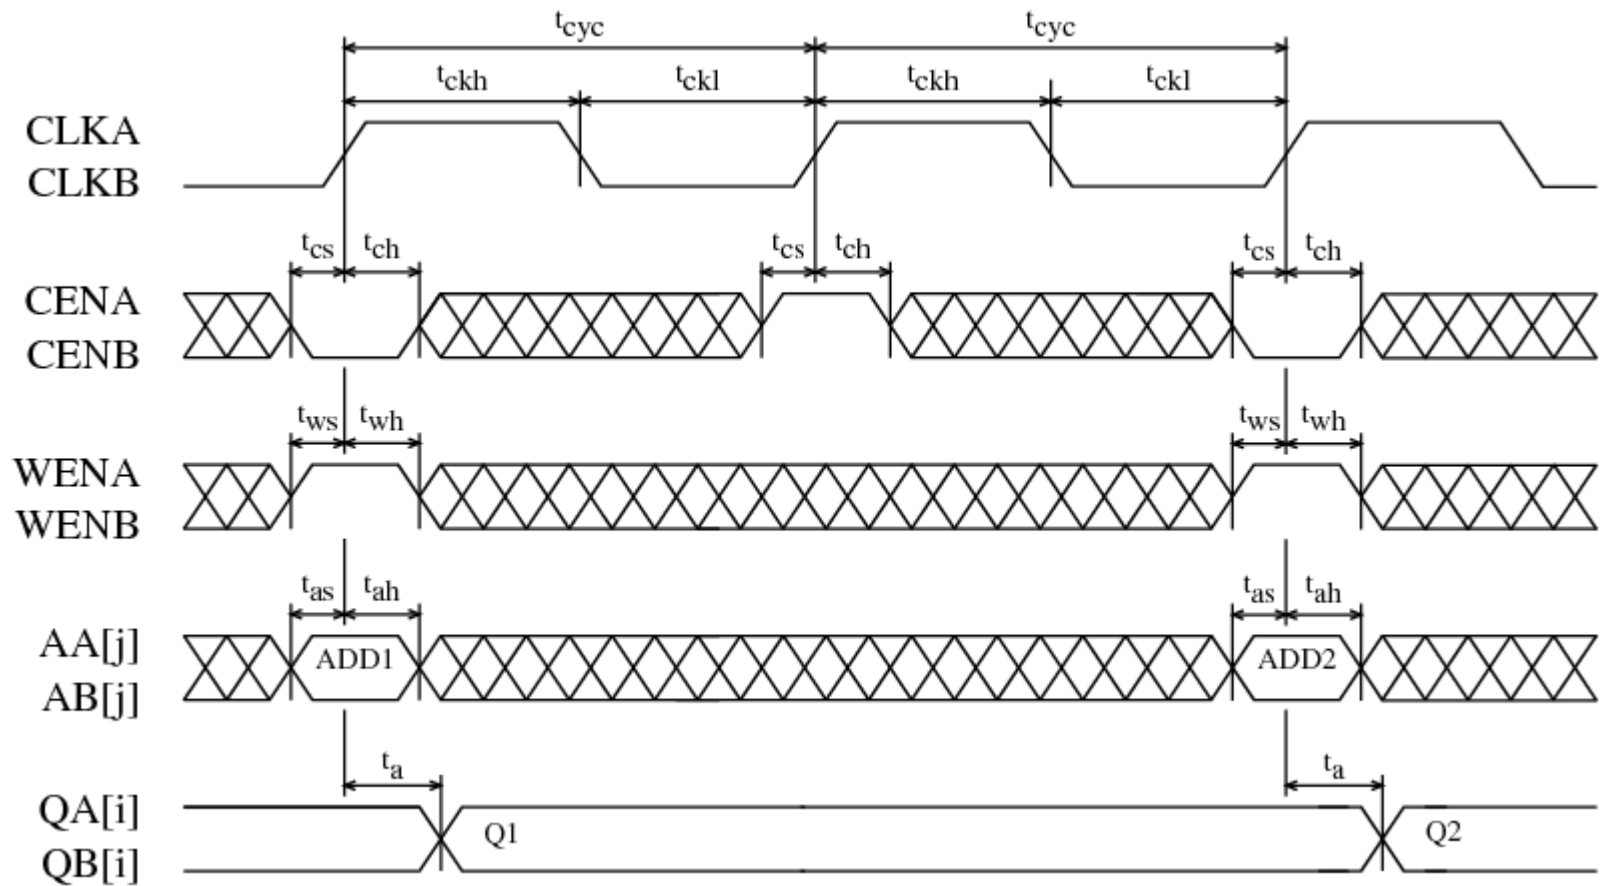 tcyc tcyc
tckh tckl tckh tckl
CLKA
CLKB
tcs tch tcs tch tcs tch
CENA
CENB
tws twh tws twh
WENA
WENB
tas tah tas tah
AA[j] ADD1 ADD2
AB[j]
ta ta
QA[i]
Q1 Q2
QB[i]